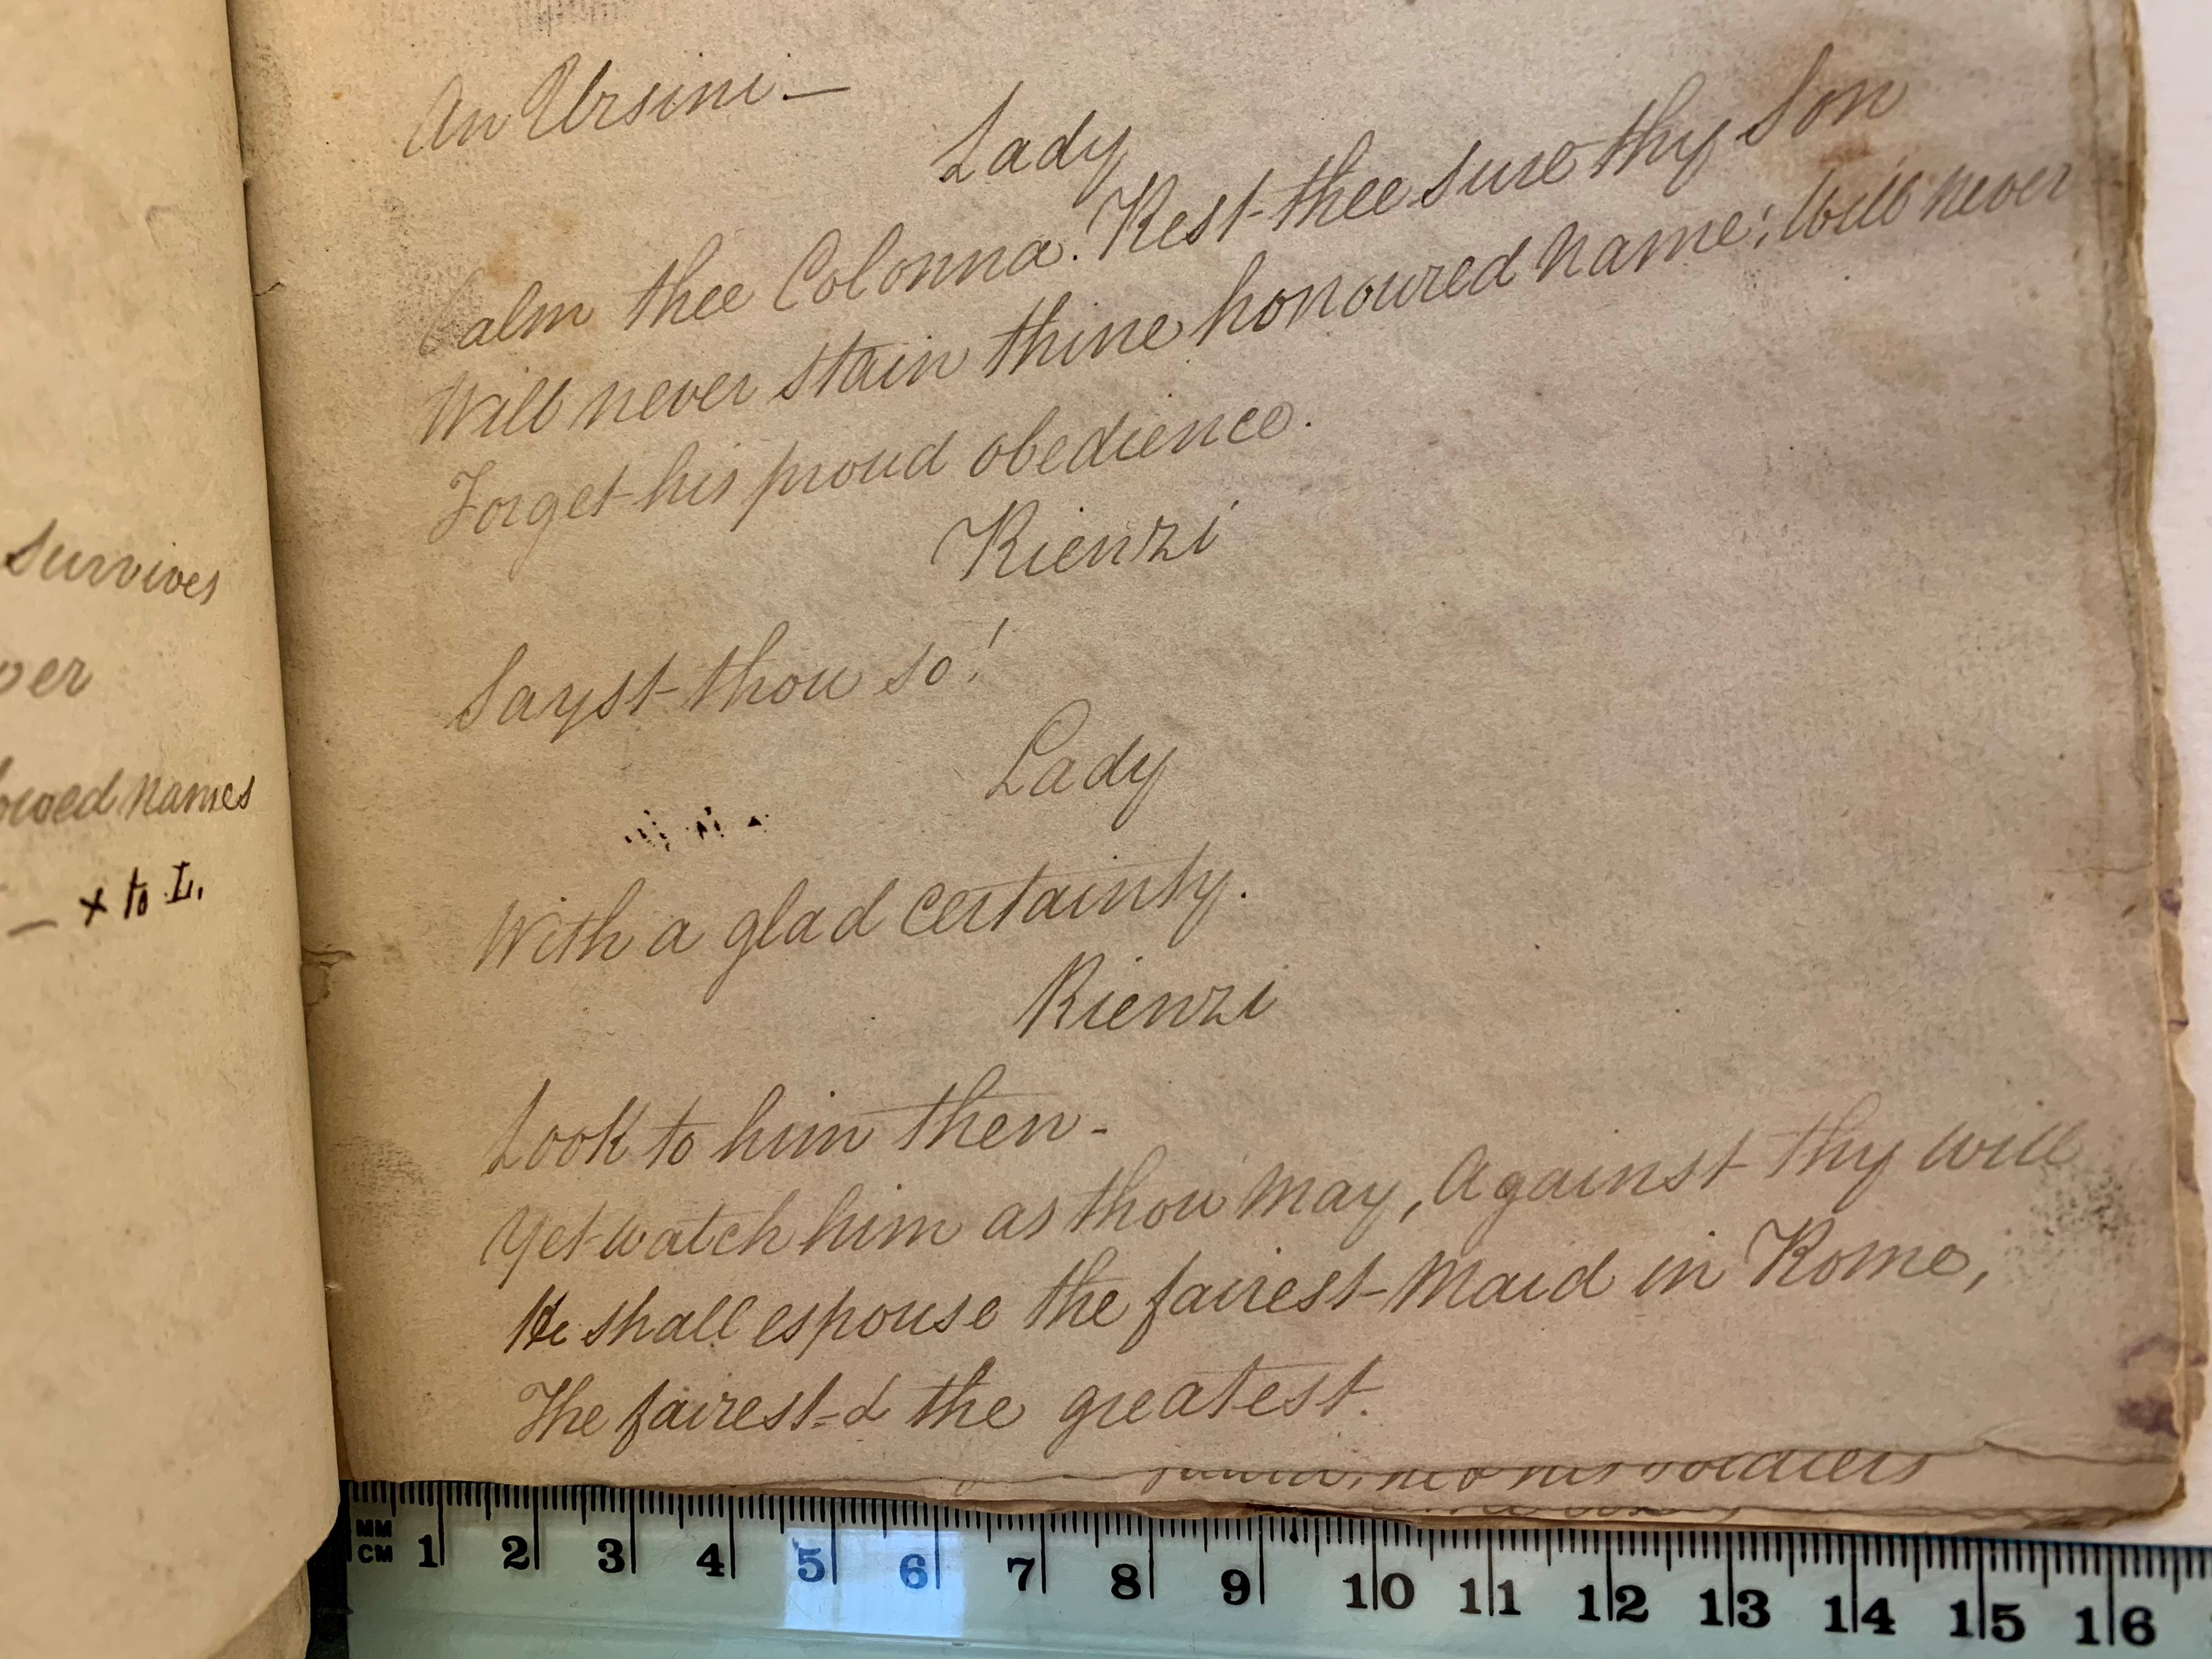 An Ursini—
Lady
Calm thee Colonna. Rest thee sure thy Son
Will never stain thine honoured name; Will never
Forget his proud obedience.
Rienzi
Sayst thou so!
Lady
With a glad certainty.
Rienzi
Look to him then-
Yet watch him as thou may, Against thy will
He shall espouse the fairest Maid in Rome,
The fairest & the greatest.
survives
names
— x to L.
his soldiers
MM
CM 1 2 3 4 5 6 7 8 9 10 11 12 13 14 15 16